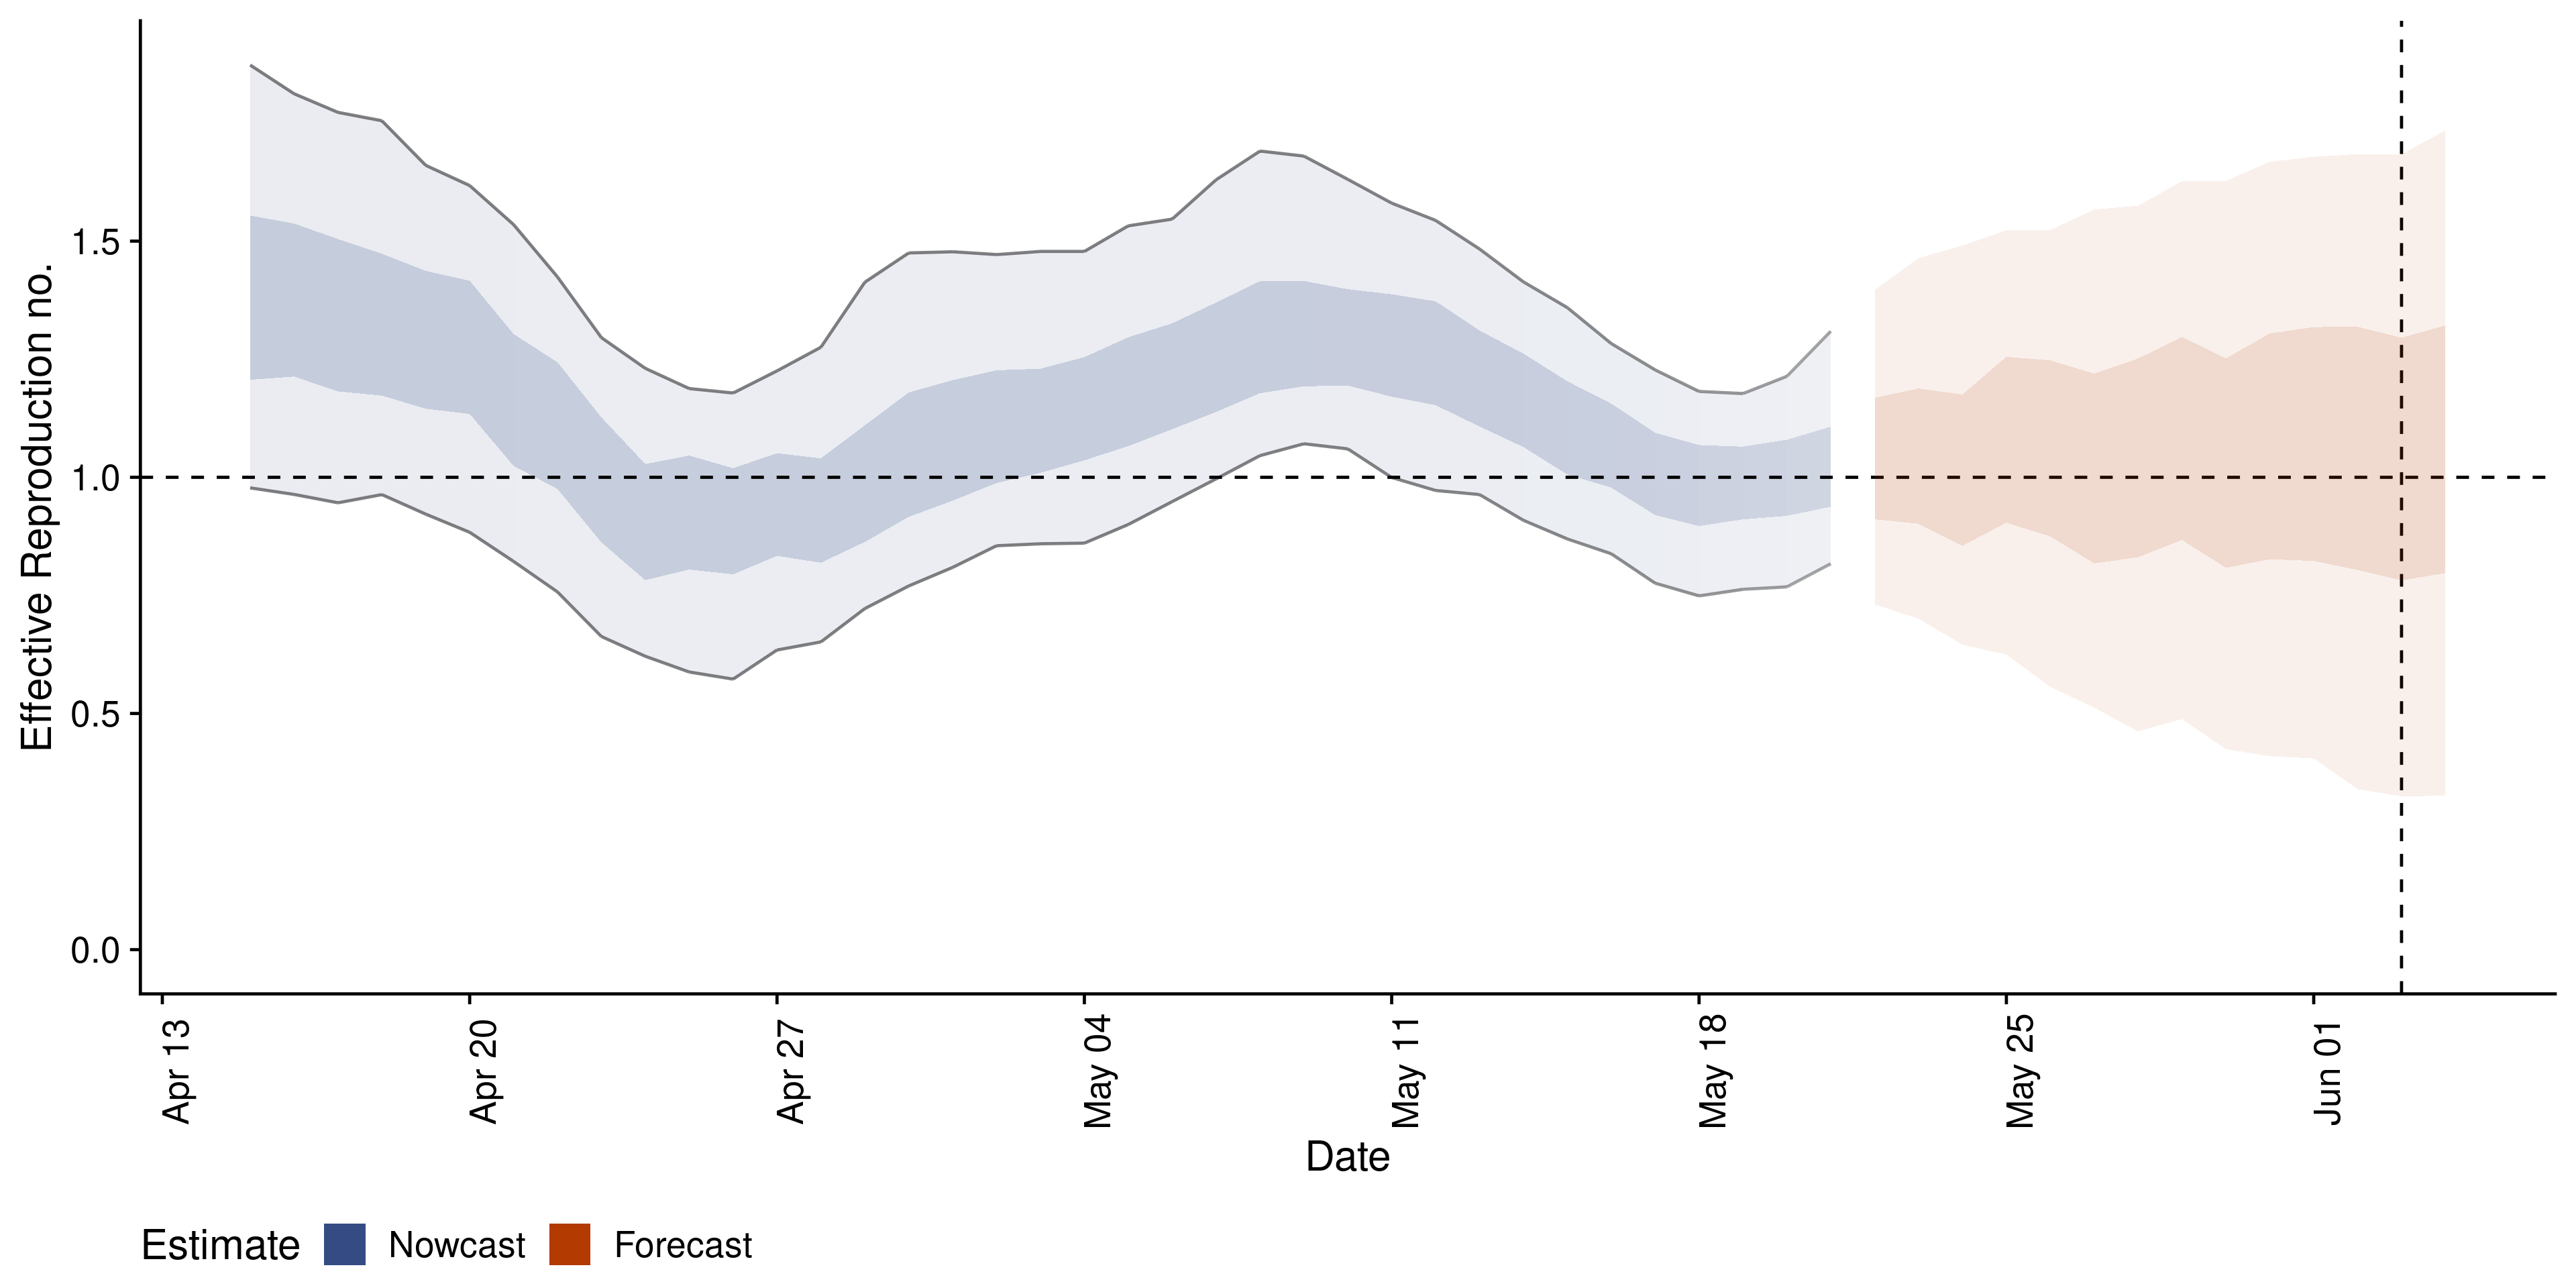 Effective Reproduction no.
1.5
1.0
0.5
0.0
Apr 13
Apr 20
Apr 27
May 04
May 11
May 18
May 25
Jun 01
Date
Estimate Nowcast Forecast